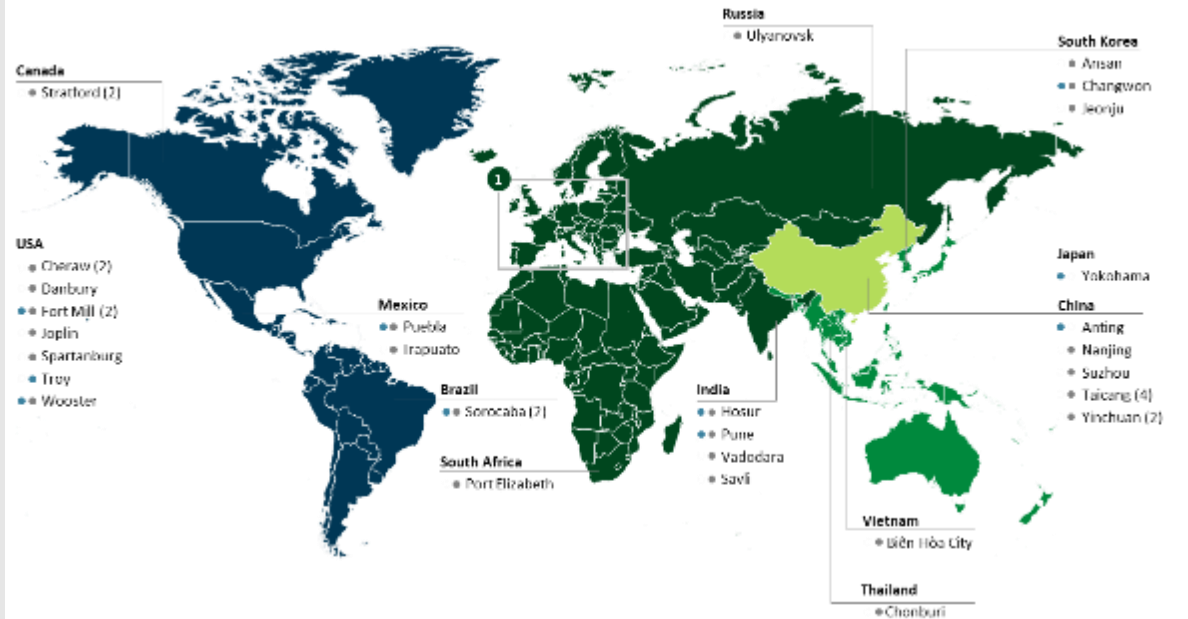 Russia
Ulyanovsk
South Korea
Ansan
Changwon
Jeonju
Canada
Stratford (2)
1
USA
Cheraw (2)
Danbury
Fort Mill (2)
Joplin
Spartanburg
Troy
Wooster
Mexico
Puebla
Irapuato
Brazil
Sorocaba (2)
South Africa
Port Elizabeth
India
Hosur
Pune
Vadodara
Savli
Japan
Yokohama
China
Anting
Nanjing
Suzhou
Taicang (4)
Yinchuan (2)
Vietnam
Biên Hòa City
Thailand
Chonburi